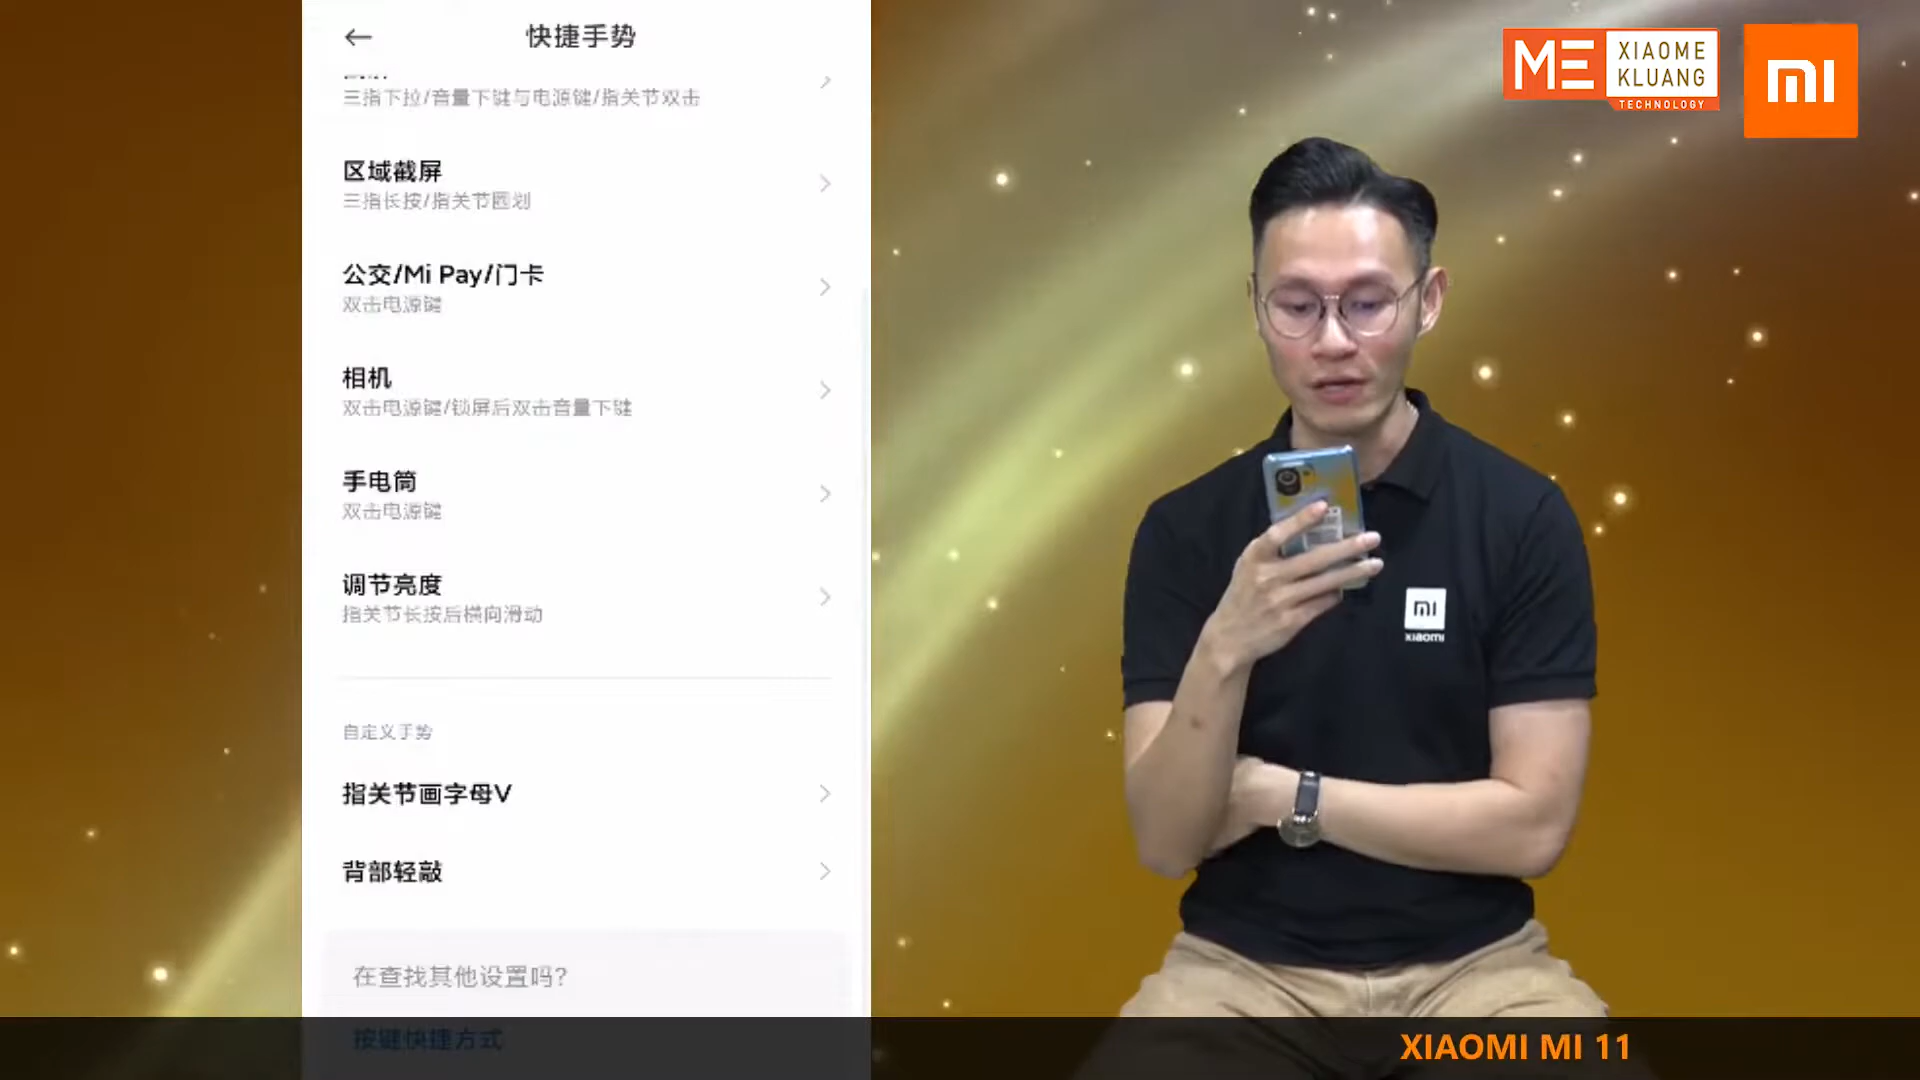 快捷手势
三指下拉/音量下键与电源键/指关节双击
区域截屏
三指长按/指关节画圆
公交/Mi Pay/门卡
双击电源键
相机
双击电源键/锁屏后双击音量下键
手电筒
双击电源键
调节亮度
指关节长按后横向滑动
自定义手势
指关节画字母V
背部轻敲
在查找其他设置吗?
按键快捷方式
ME XIAOME
KLUANG
TECHNOLOGY
mi
mi
xiaomi
XIAOMI MI 11